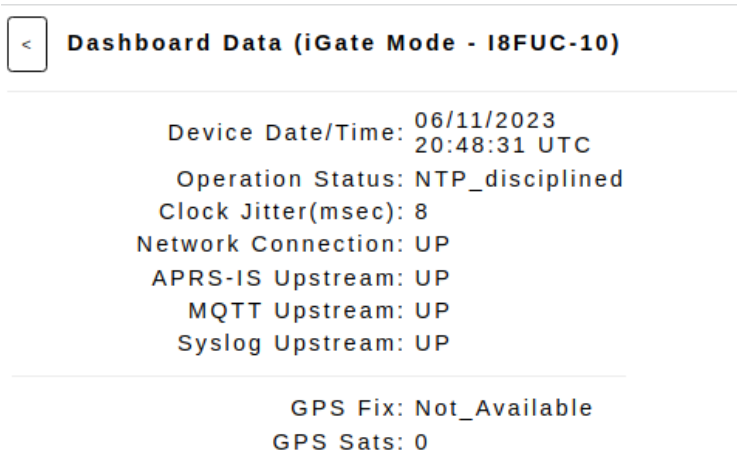 < Dashboard Data (iGate Mode - I8FUC-10)
Device Date/Time: 06/11/2023
20:48:31 UTC
Operation Status: NTP_disciplined
Clock Jitter(msec): 8
Network Connection: UP
APRS-IS Upstream: UP
MQTT Upstream: UP
Syslog Upstream: UP
GPS Fix: Not_Available
GPS Sats: 0